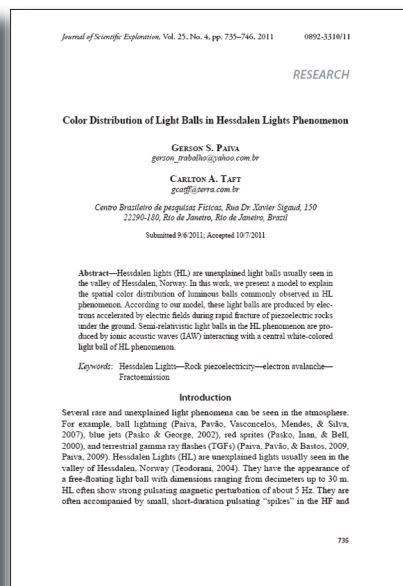 Journal of Scientific Exploration, Vol. 25, No. 4, pp. 735–746, 2011 0892-3310/11
RESEARCH
Color Distribution of Light Balls in Hessdalen Lights Phenomenon
GERSON S. PAIVA
gerson_trabalho@yahoo.com.br
CARLTON A. TAFT
gcatff@terra.com.br
Centro Brasileiro de pesquisas Físicas, Rua Dr. Xavier Sigaud, 150
22290-180, Rio de Janeiro, Rio de Janeiro, Brazil
Submitted 9/6/2011; Accepted 10/7/2011
Abstract—Hessdalen lights (HL) are unexplained light balls usually seen in
the valley of Hessdalen, Norway. In this work, we present a model to explain
the spatial color distribution of luminous balls commonly observed in HL
phenomenon. According to our model, these light balls are produced by elec-
trons accelerated by electric fields during rapid fracture of piezoelectric rocks
under the ground. Semi-relativistic light balls in the HL phenomenon are pro-
duced by ionic acoustic waves (IAW) interacting with a central white-colored
light ball of HL phenomenon.
Keywords: Hessdalen Lights—Rock piezoelectricity—electron avalanche—
Fractoemission
Introduction
Several rare and unexplained light phenomena can be seen in the atmosphere.
For example, ball lightning (Paiva, Pavão, Vasconcelos, Mendes, & Silva,
2007), blue jets (Pasko & George, 2002), red sprites (Pasko, Inan, & Bell,
2000), and terrestrial gamma ray flashes (TGFs) (Paiva, Pavão, & Bastos, 2009,
Paiva, 2009). Hessdalen Lights (HL) are unexplained lights usually seen in the
valley of Hessdalen, Norway (Teodorani, 2004). They have the appearance of
a free-floating light ball with dimensions ranging from decimeters up to 30 m.
HL often show strong pulsating magnetic perturbation of about 5 Hz. They are
often accompanied by small, short-duration pulsating “spikes” in the HF and
735